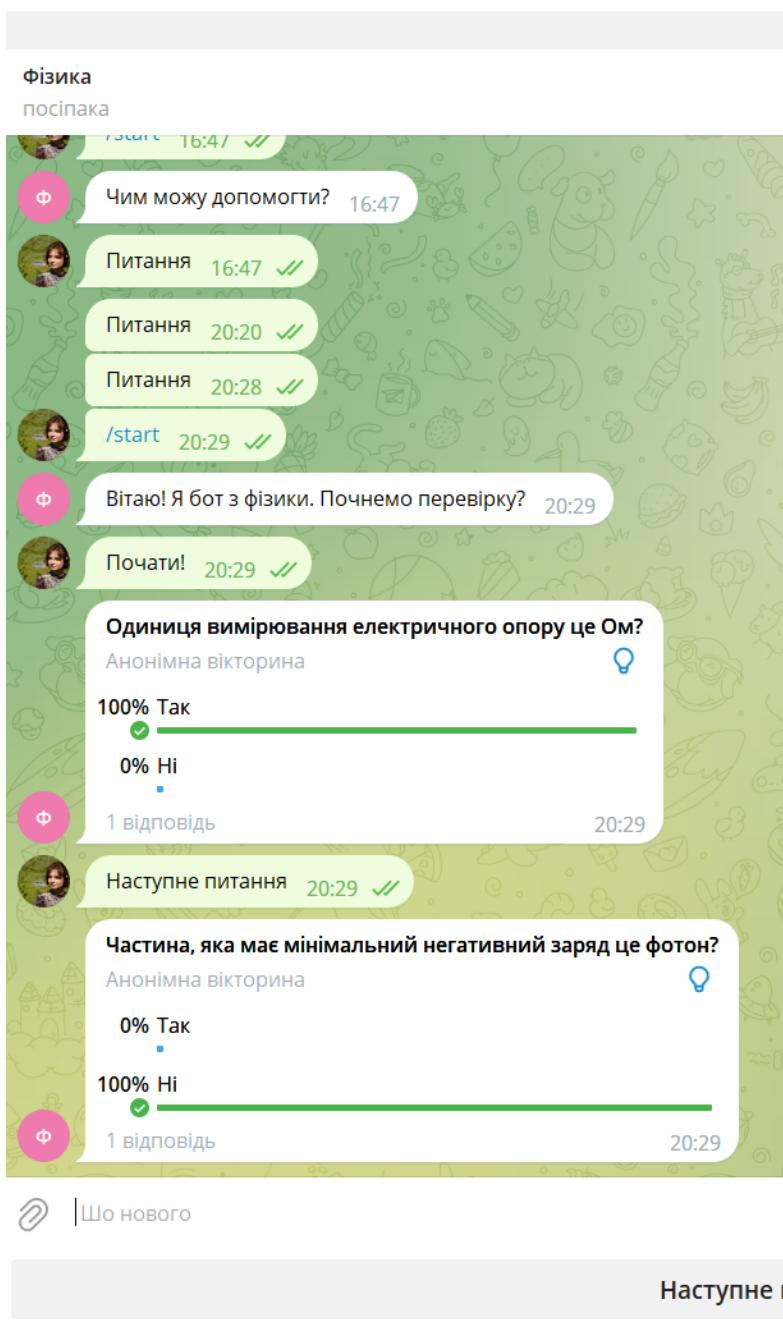 Фізика
посіпака
/start 16:47
Чим можу допомогти? 16:47
Питання 16:47
Питання 20:20
Питання 20:28
/start 20:29
Вітаю! Я бот з фізики. Почнемо перевірку? 20:29
Почати! 20:29
Одиниця вимірювання електричного опору це Ом?
Анонімна вікторина
100% Так
0% Ні
1 відповідь 20:29
Ф
Наступне питання 20:29
Частина, яка має мінімальний негативний заряд це фотон?
Анонімна вікторина
0% Так
100% Ні
1 відповідь 20:29
Ф
Шо нового
Наступне